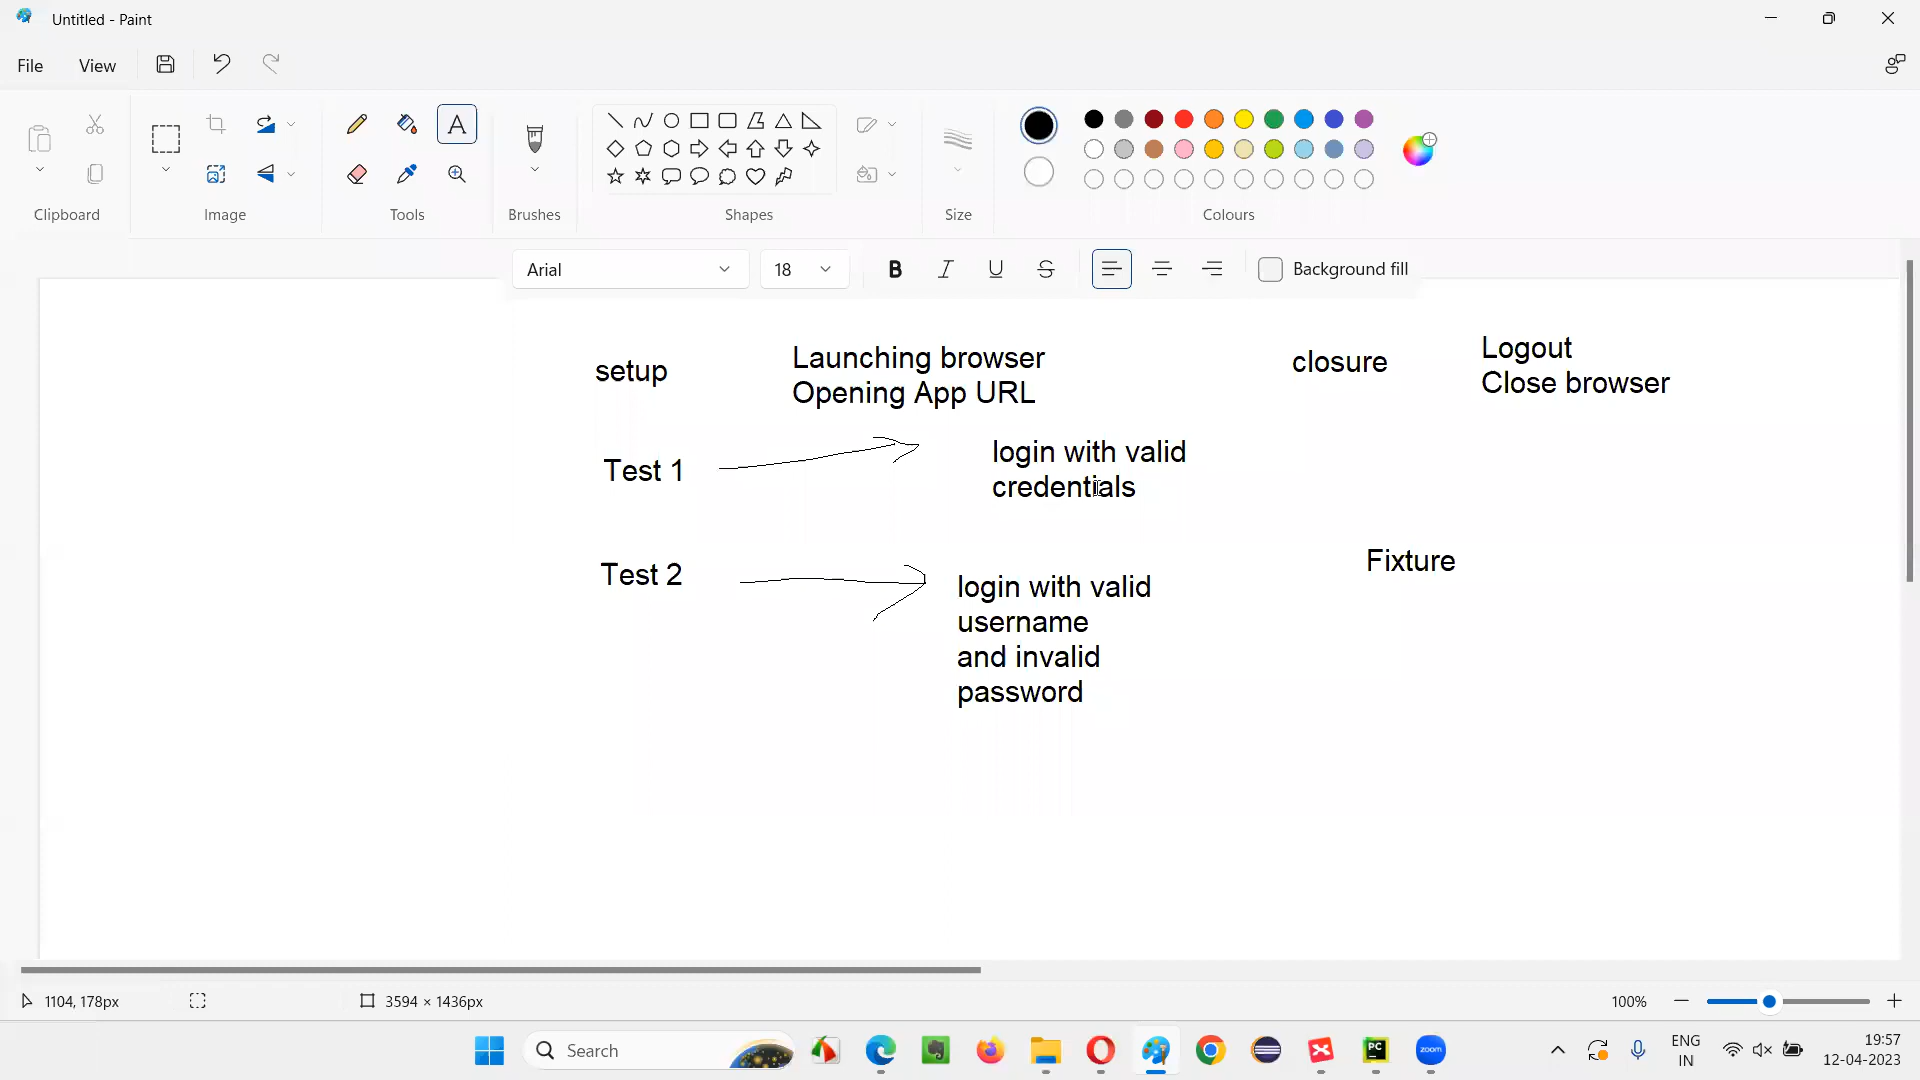 Untitled - Paint
File
View
Clipboard
Image
Tools
Brushes
Shapes
Size
Colours
Arial
18
B
I
U
S
Background fill
setup
Launching browser
Opening App URL
closure
Logout
Close browser
Test 1
login with valid
credentials
Test 2
login with valid
username
and invalid
password
Fixture
1104, 178px
3594 × 1436px
100%
Search
PC
zoom
ENG
IN
19:57
12-04-2023